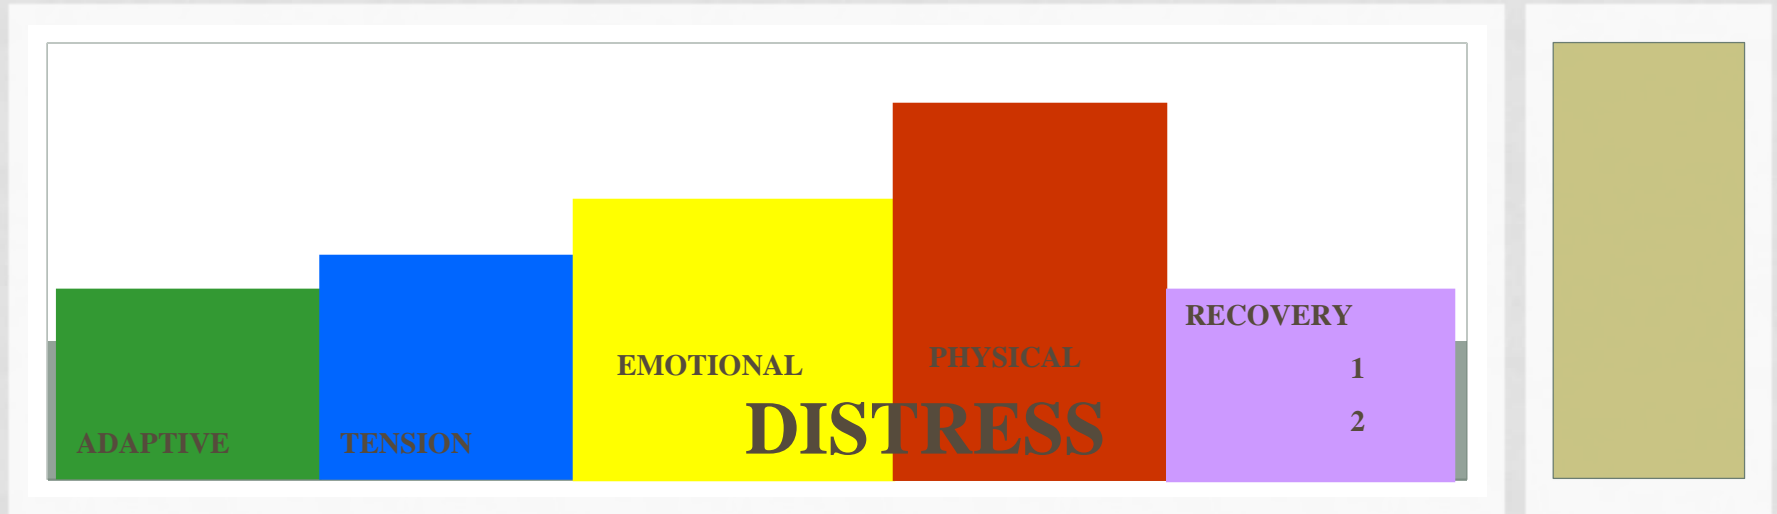 RECOVERY
1
2
EMOTIONAL
PHYSICAL
DISTRESS
ADAPTIVE
TENSION